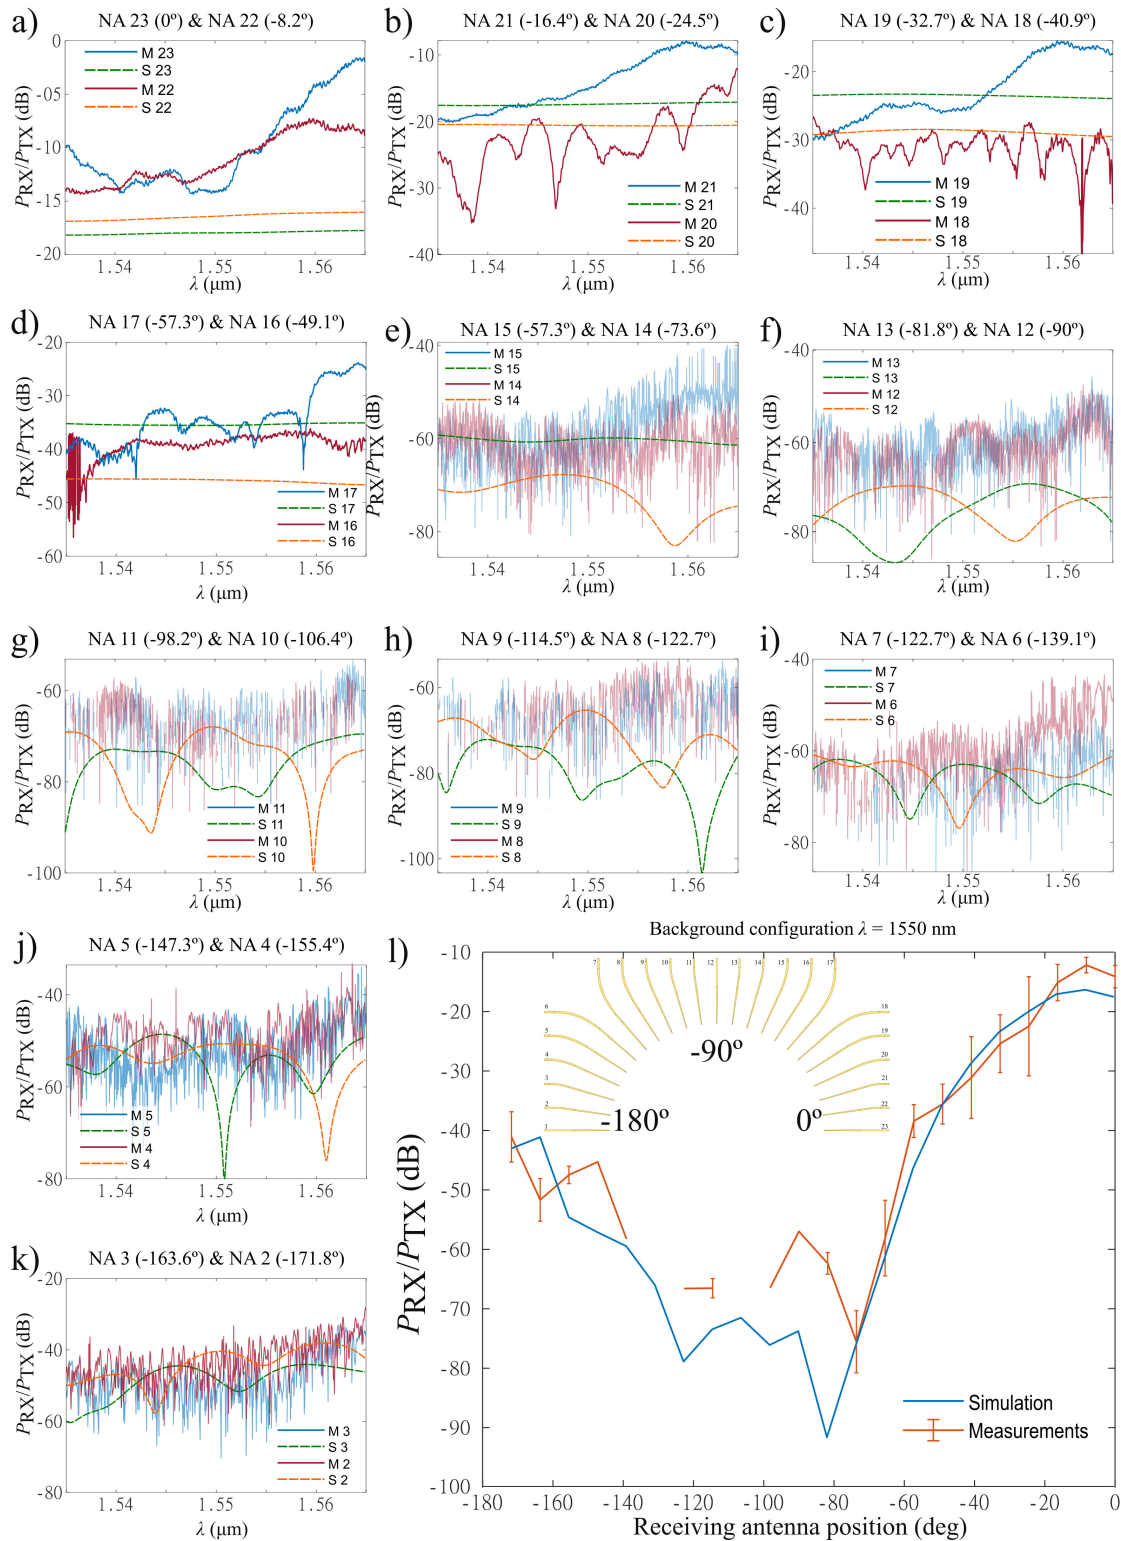 a)
NA 23 (0º) & NA 22 (-8.2º)
0
-05
-10
-15
-20
PRX/PTX (dB)
M 23
S 23
M 22
S 22
1.54
1.55
1.56
λ (μm)
b)
NA 21 (-16.4º) & NA 20 (-24.5º)
-10
-20
-30
-40
PRX/PTX (dB)
M 21
S 21
M 20
S 20
1.54
1.55
1.56
λ (μm)
c)
NA 19 (-32.7º) & NA 18 (-40.9º)
-20
-30
-40
PRX/PTX (dB)
M 19
S 19
M 18
S 18
1.54
1.55
1.56
λ (μm)
d)
NA 17 (-57.3º) & NA 16 (-49.1º)
-20
-30
-40
-50
-60
PRX/PTX (dB)
M 17
S 17
M 16
S 16
1.54
1.55
1.56
λ (μm)
e)
NA 15 (-57.3º) & NA 14 (-73.6º)
-40
-60
-80
PRX/PTX (dB)
M 15
S 15
M 14
S 14
1.54
1.55
1.56
λ (μm)
f)
NA 13 (-81.8º) & NA 12 (-90º)
-40
-60
-80
PRX/PTX (dB)
M 13
S 13
M 12
S 12
1.54
1.55
1.56
λ (μm)
g)
NA 11 (-98.2º) & NA 10 (-106.4º)
-60
-80
-100
PRX/PTX (dB)
M 11
S 11
M 10
S 10
1.54
1.55
1.56
λ (μm)
h)
NA 9 (-114.5º) & NA 8 (-122.7º)
-60
-80
-100
PRX/PTX (dB)
M 9
S 9
M 8
S 8
1.54
1.55
1.56
λ (μm)
i)
NA 7 (-122.7º) & NA 6 (-139.1º)
-40
-60
-80
PRX/PTX (dB)
M 7
S 7
M 6
S 6
1.54
1.55
1.56
λ (μm)
j)
NA 5 (-147.3º) & NA 4 (-155.4º)
-40
-60
-80
PRX/PTX (dB)
M 5
S 5
M 4
S 4
1.54
1.55
1.56
λ (μm)
k)
NA 3 (-163.6º) & NA 2 (-171.8º)
-20
-40
-60
-80
PRX/PTX (dB)
M 3
S 3
M 2
S 2
1.54
1.55
1.56
λ (μm)
l)
Background configuration λ = 1550 nm
-10
-20
-30
-40
-50
-60
-70
-80
-90
-100
PRX/PTX (dB)
7 8 9 10 11 12 13 14 15 16 17
6
5
4
3
2
1
18
19
20
21
22
23
-90º
-180º
0º
Simulation
Measurements
-180 -160 -140 -120 -100 -80 -60 -40 -20 0
Receiving antenna position (deg)